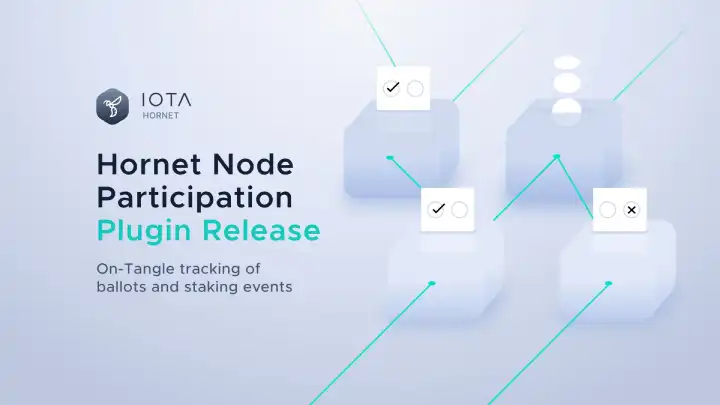 IOTA
HORNET
Hornet Node
Participation
Plugin Release
On-Tangle tracking of
ballots and staking events